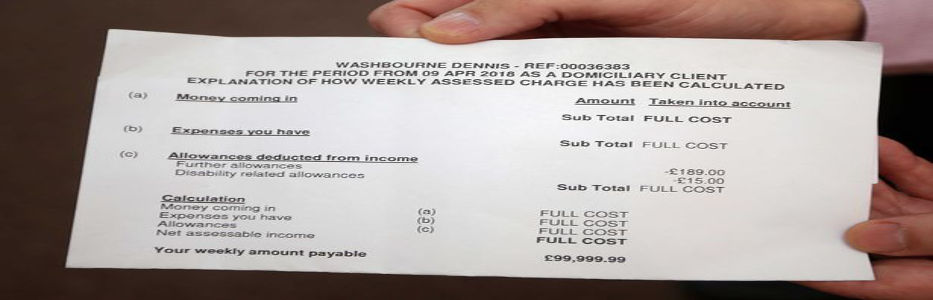 WASHBOURNE DENNIS - REF:00036383
FOR THE PERIOD FROM 09 APR 2018 AS A DOMICILIARY CLIENT
EXPLANATION OF HOW WEEKLY ASSESSED CHARGE HAS BEEN CALCULATED
(a) Money coming in Amount Taken into account
Sub Total FULL COST
(b) Expenses you have
Sub Total FULL COST
(c) Allowances deducted from income
Further allowances -£189.00
Disability related allowances -£15.00
Sub Total FULL COST
Calculation
Money coming in (a) FULL COST
Expenses you have (b) FULL COST
Allowances (c) FULL COST
Net assessable income FULL COST
Your weekly amount payable £99,999.99